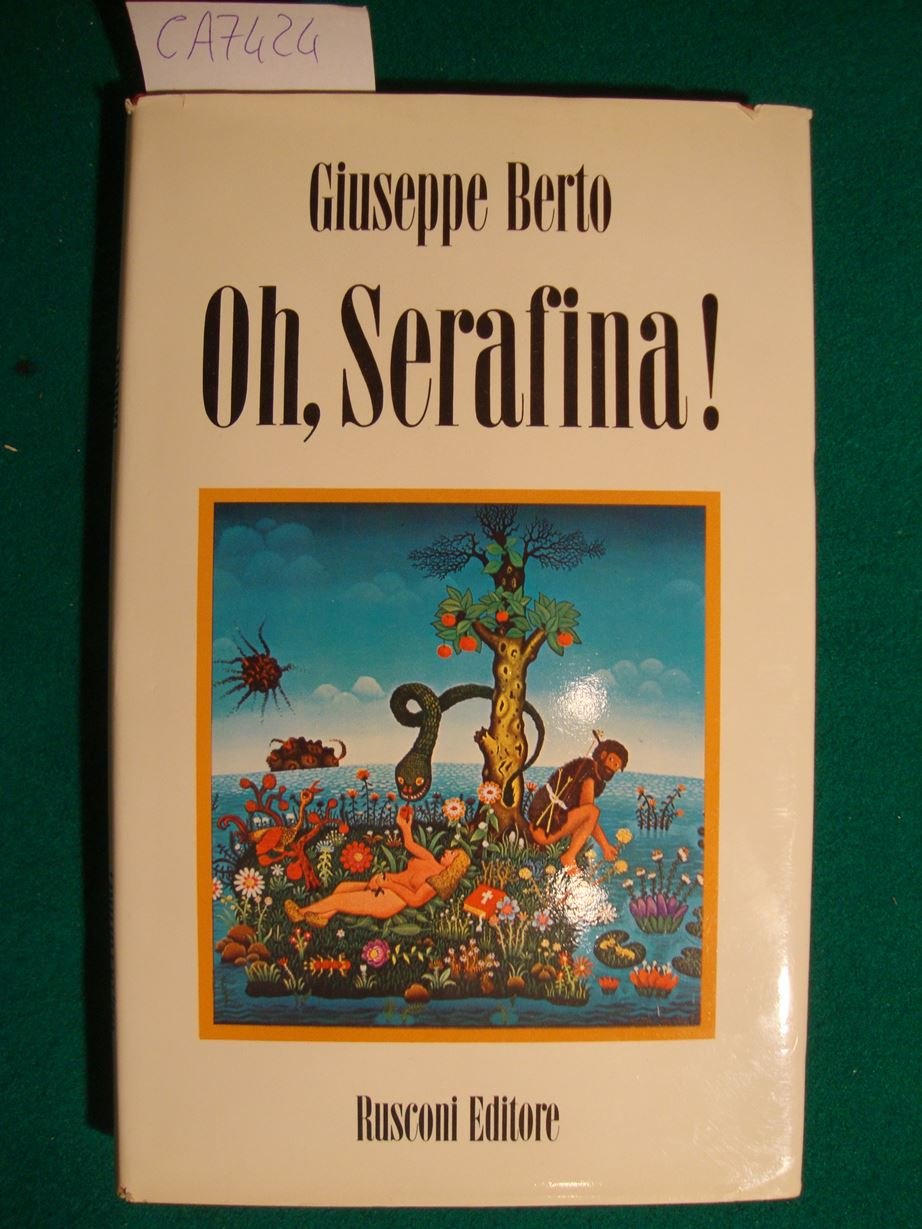 CA7424
Giuseppe Berto
Oh, Serafina!
Rusconi Editore